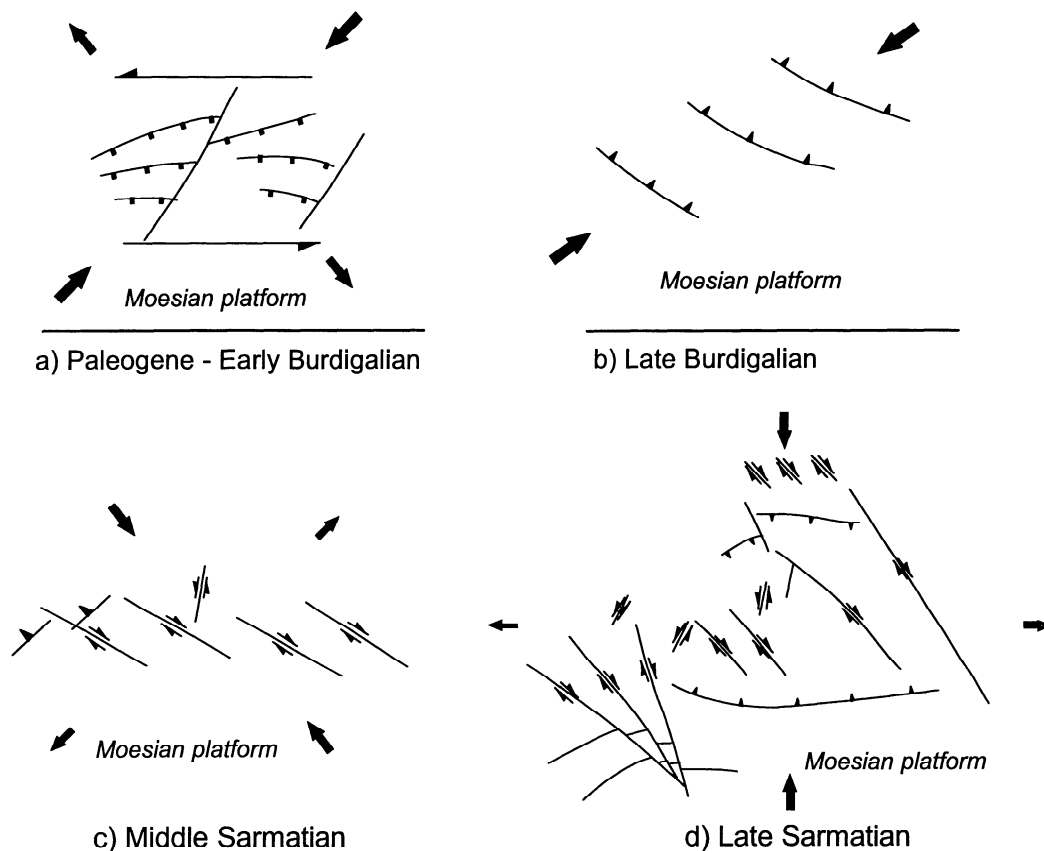 Moesian platform
a) Paleogene - Early Burdigalian
Moesian platform
b) Late Burdigalian
Moesian platform
c) Middle Sarmatian
Moesian platform
d) Late Sarmatian